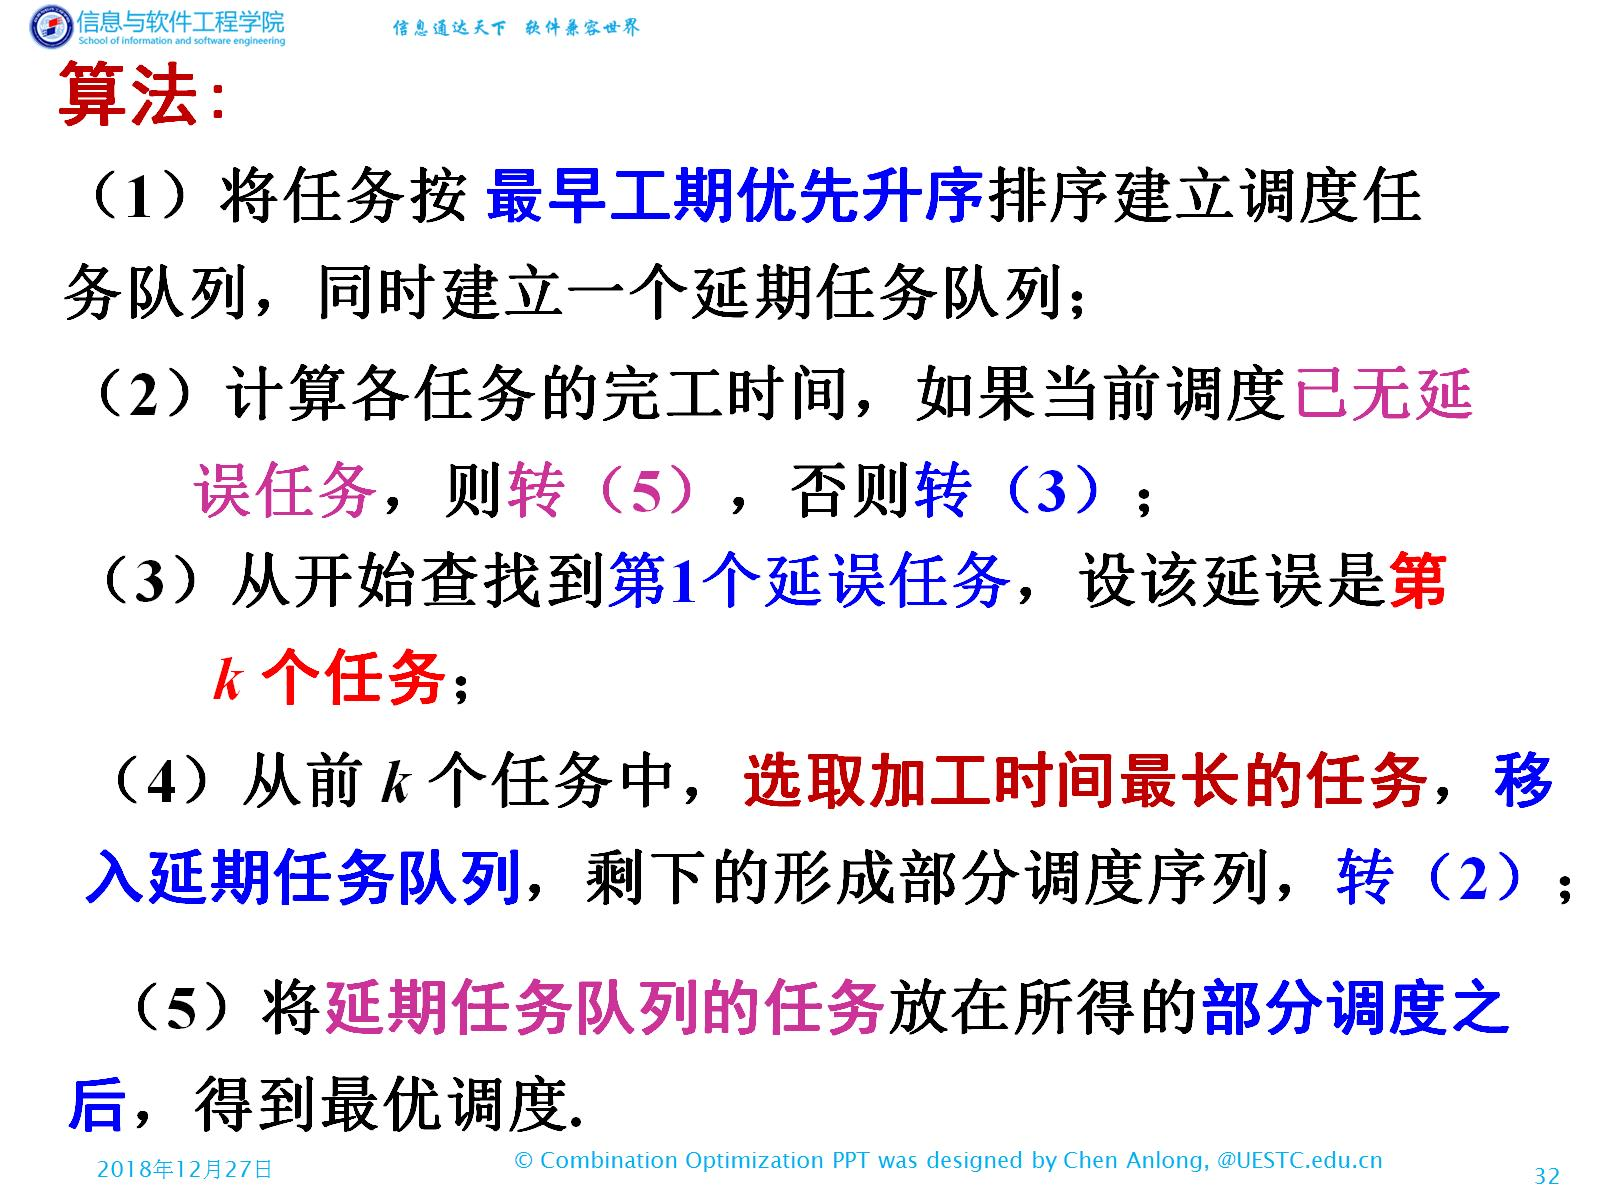 信息与软件工程学院
School of information and software engineering
信息通达天下 软件兼容世界
算法：
（1）将任务按 最早工期优先升序排序建立调度任
务队列，同时建立一个延期任务队列；
（2）计算各任务的完工时间，如果当前调度已无延
误任务，则转（5），否则转（3）；
（3）从开始查找到第1个延误任务，设该延误是第
k 个任务；
（4）从前 k 个任务中，选取加工时间最长的任务，移
入延期任务队列，剩下的形成部分调度序列，转（2）；
（5）将延期任务队列的任务放在所得的部分调度之
后，得到最优调度.
2018年12月27日
© Combination Optimization PPT was designed by Chen Anlong, @UESTC.edu.cn
32